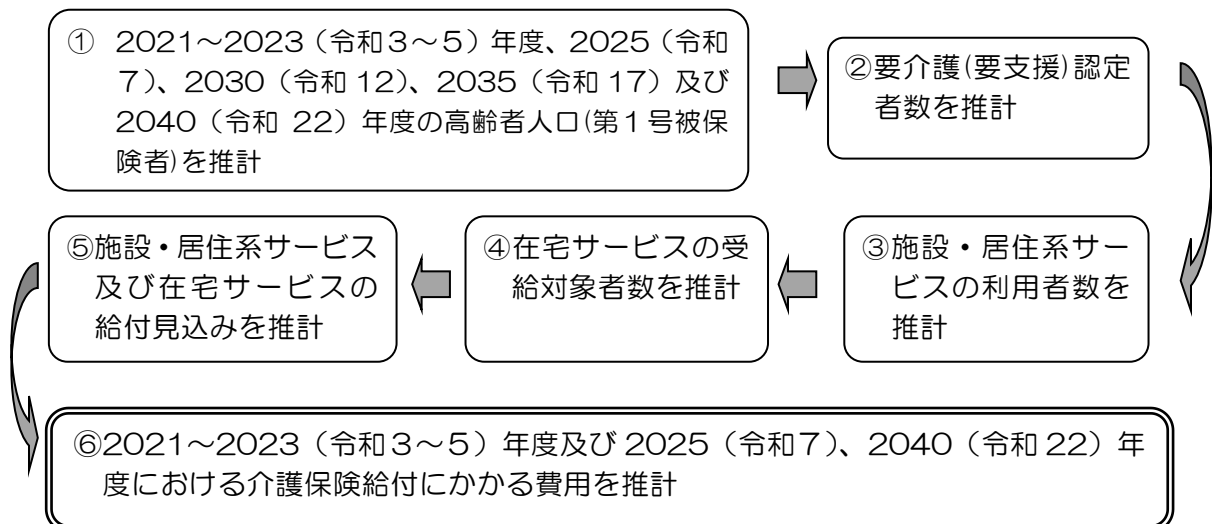 ① 2021～2023（令和３～５）年度、2025（令和
７）、2030（令和 12）、2035（令和 17）及び
2040（令和 22）年度の高齢者人口(第１号被保
険者)を推計
②要介護(要支援)認定
者数を推計
③施設・居住系サー
ビスの利用者数を
推計
④在宅サービスの受
給対象者数を推計
⑤施設・居住系サービス
及び在宅サービスの
給付見込みを推計
⑥2021～2023（令和３～５）年度及び 2025（令和７）、2040（令和 22）年
度における介護保険給付にかかる費用を推計